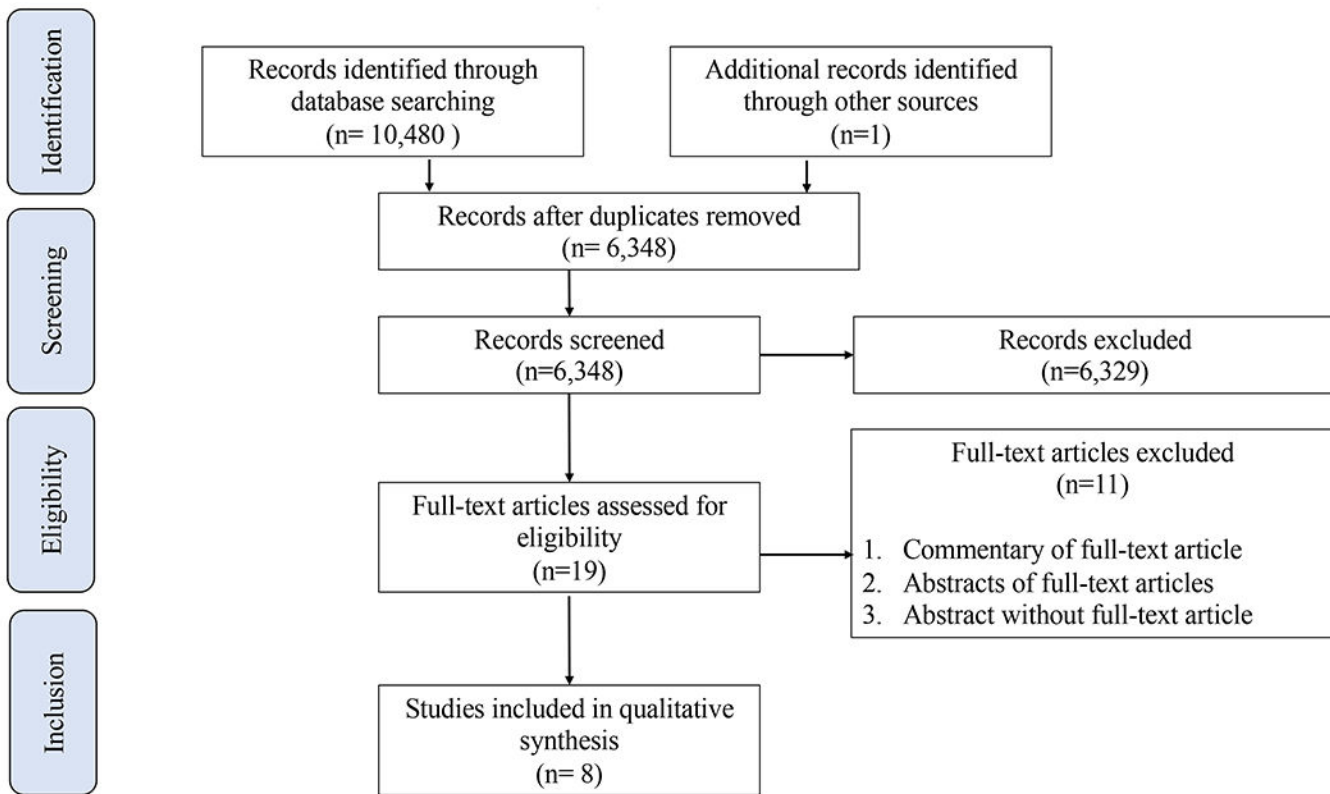 Identification
Records identified through
database searching
(n= 10,480 )
Additional records identified
through other sources
(n=1)
Records after duplicates removed
(n= 6,348)
Screening
Records screened
(n=6,348)
Records excluded
(n=6,329)
Eligibility
Full-text articles assessed for
eligibility
(n=19)
Full-text articles excluded
(n=11)
1. Commentary of full-text article
2. Abstracts of full-text articles
3. Abstract without full-text article
Inclusion
Studies included in qualitative
synthesis
(n= 8)